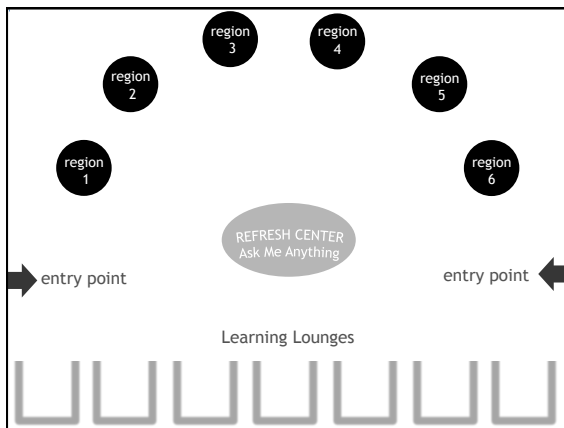 region
3
region
4
region
2
region
5
region
1
region
6
REFRESH CENTER
Ask Me Anything
entry point
entry point
Learning Lounges